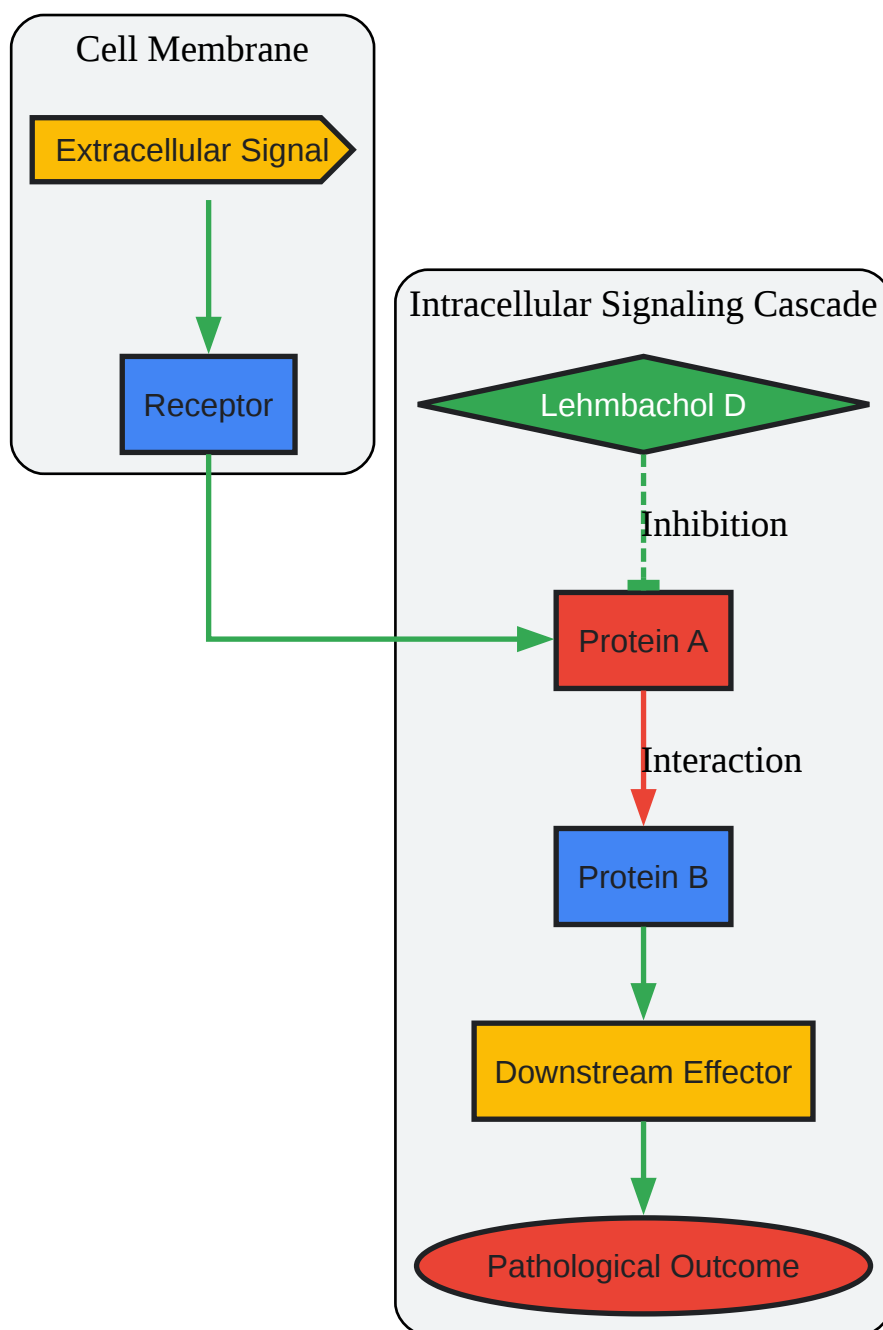 Cell Membrane
Extracellular Signal
Receptor
Intracellular Signaling Cascade
Lehmbachol D
Inhibition
Protein A
Interaction
Protein B
Downstream Effector
Pathological Outcome